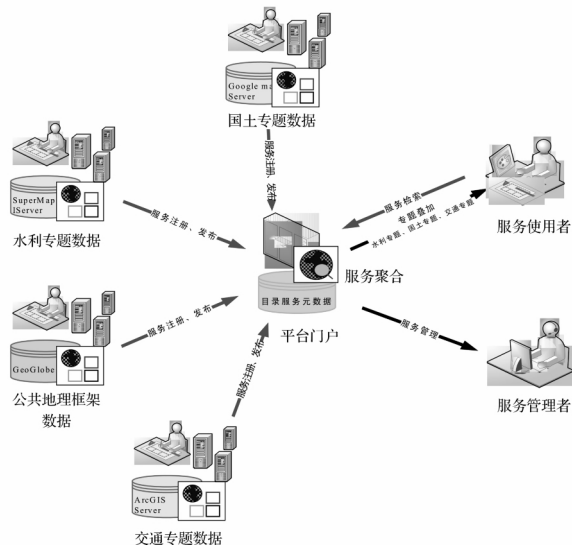 Google ma
Server
国土专题数据
服务注册、发布
SuperMap
IServer
水利专题数据
服务注册、发布
服务检索
专题叠加
水利专题、国土专题、交通专题
服务使用者
服务聚合
目录服务元数据
平台门户
GeoGlobe
公共地理框架
数据
服务注册、发布
服务管理
服务管理者
服务注册、发布
ArcGIS
Server
交通专题数据